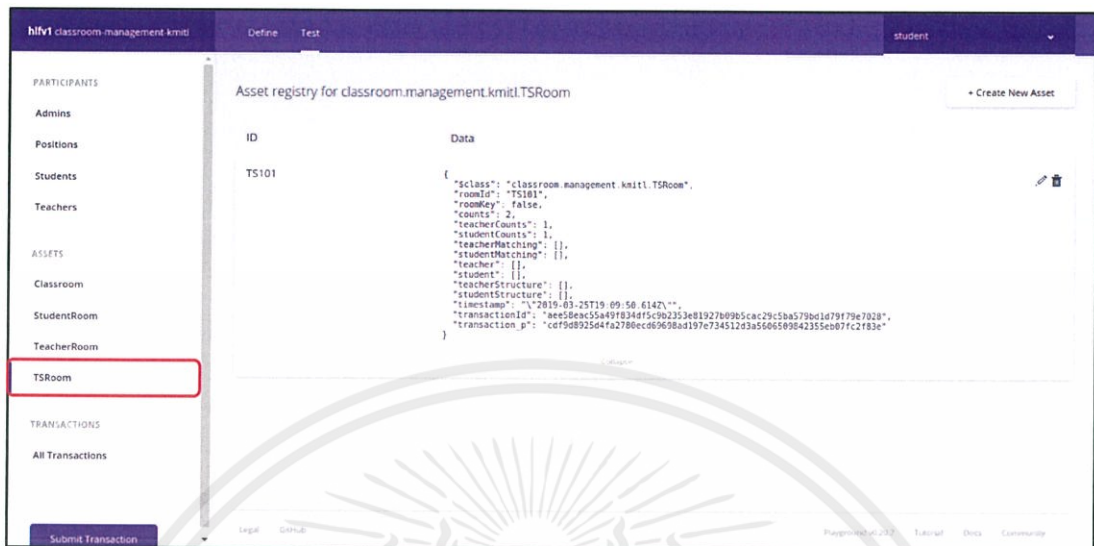 hlfv1 classroom-management-kmitl
Define Test
student
PARTICIPANTS
Admins
Positions
Students
Teachers
ASSETS
Classroom
StudentRoom
TeacherRoom
TSRoom
TRANSACTIONS
All Transactions
Submit Transaction
Asset registry for classroom.management.kmitl.TSRoom
+ Create New Asset
ID Data
TS101
{
"$class": "classroom.management.kmitl.TSRoom",
"roomId": "TS101",
"roomKey": false,
"counts": 2,
"teacherCounts": 1,
"studentCounts": 1,
"teacherMatching": [],
"studentMatching": [],
"teacher": [],
"student": [],
"teacherStructure": [],
"studentStructure": [],
"timestamp": "\"2019-03-25T19:09:50.614Z\"",
"transactionId": "aee58eac55a49f834df5c9b2353e81927b09b5cac29c5ba579bd1d79f79e7028",
"transaction_p": "cdf9d8925d4fa2780ecd69698ad197e734512d3a5606509842355eb07fc2f83e"
}
Collapse
Legal GitHub
Playground Tutorial Docs Community